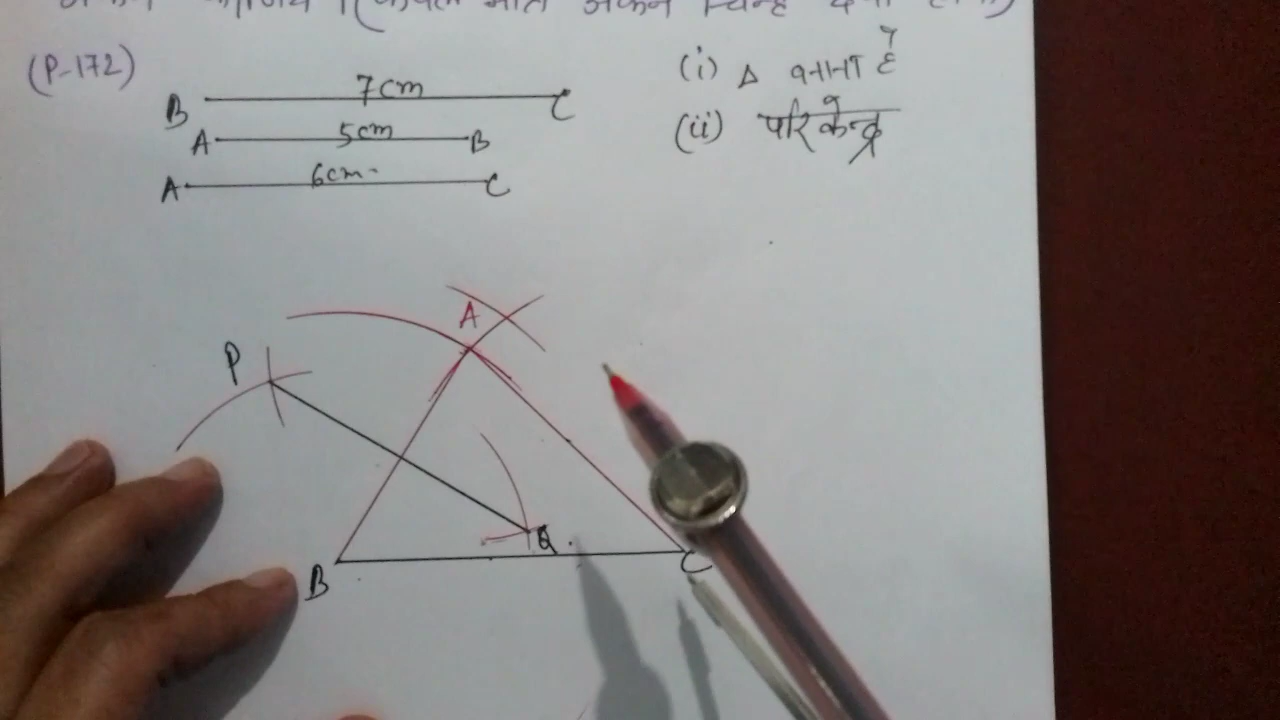 (P-172)
B 7cm C
A 5cm B
A 6cm C
(i) Δ बनाना है
(ii) परिकेन्द्र
A
P
Q
B
C